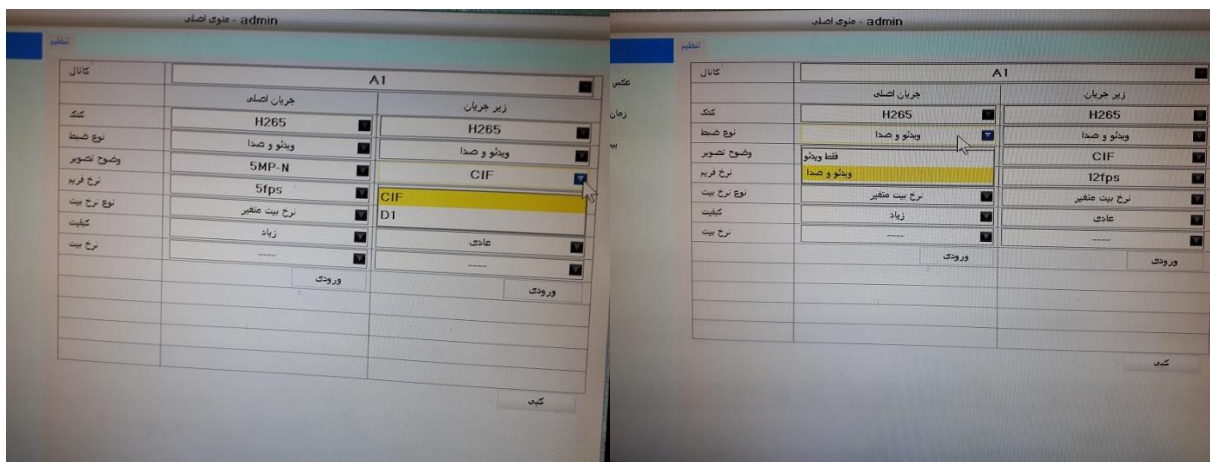 admin - منوی اصلی
تنظیم
کانال
A1
جریان اصلی
زیر جریان
کدک
H265
H265
نوع ضبط
ویدئو و صدا
ویدئو و صدا
وضوح تصویر
5MP-N
CIF
نرخ فریم
5fps
CIF
نوع نرخ بیت
نرخ بیت متغیر
D1
کیفیت
زیاد
عادی
نرخ بیت
----
----
ورودی
ورودی
کپی
admin - منوی اصلی
تنظیم
عکس
زمان
کانال
A1
جریان اصلی
زیر جریان
کدک
H265
H265
نوع ضبط
ویدئو و صدا
ویدئو و صدا
وضوح تصویر
فقط ویدئو
CIF
نرخ فریم
ویدئو و صدا
12fps
نوع نرخ بیت
نرخ بیت متغیر
نرخ بیت متغیر
کیفیت
زیاد
عادی
نرخ بیت
----
----
ورودی
ورودی
کپی